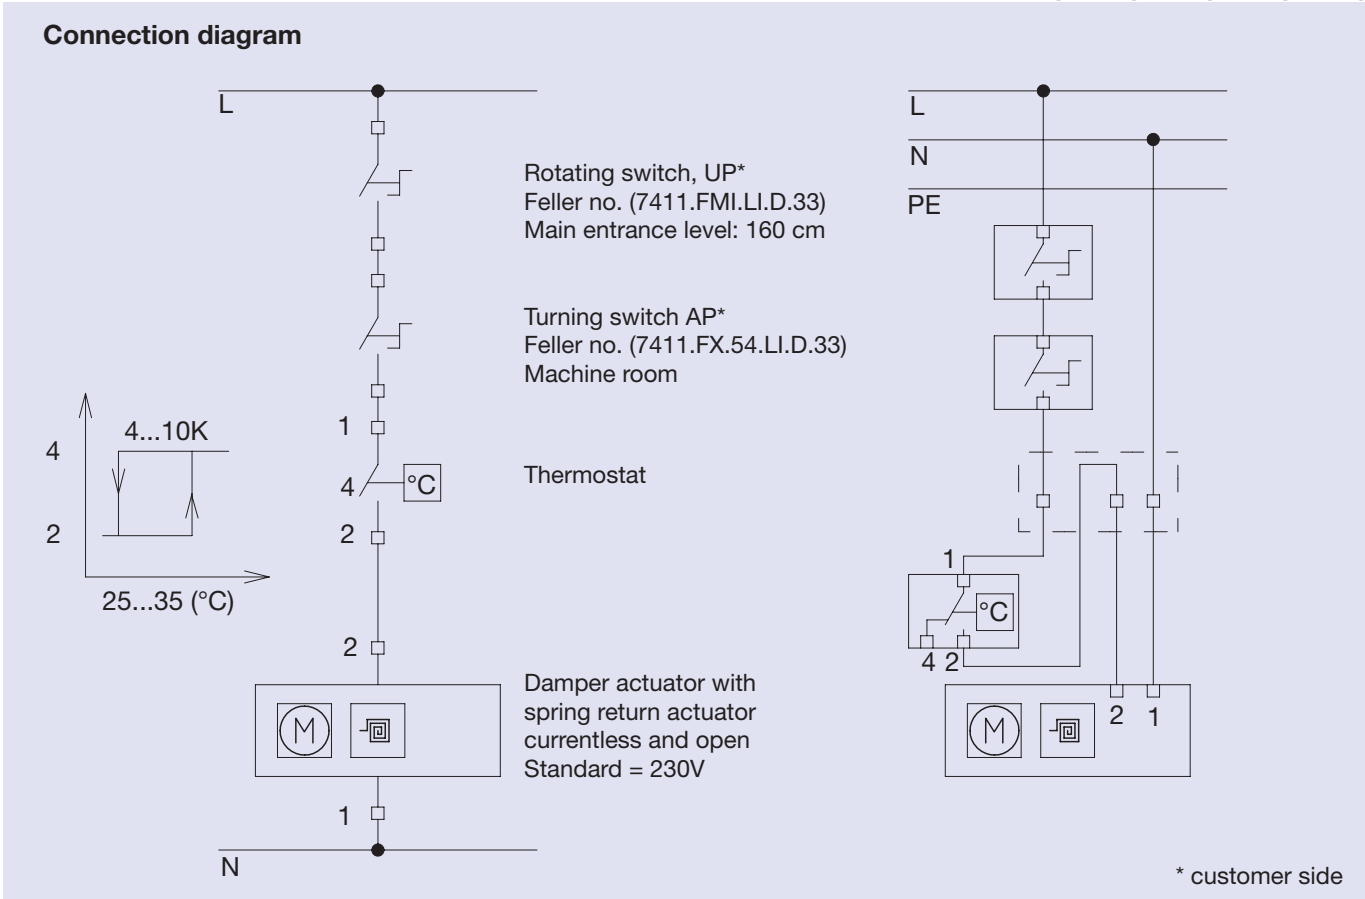 Connection diagram
L
Rotating switch, UP*
Feller no. (7411.FMI.LI.D.33)
Main entrance level: 160 cm
Turning switch AP*
Feller no. (7411.FX.54.LI.D.33)
Machine room
1
4
°C
Thermostat
2
4
4...10K
2
25...35 (°C)
2
M
Damper actuator with
spring return actuator
currentless and open
Standard = 230V
1
N
L
N
PE
1
°C
4 2
M
2 1
* customer side